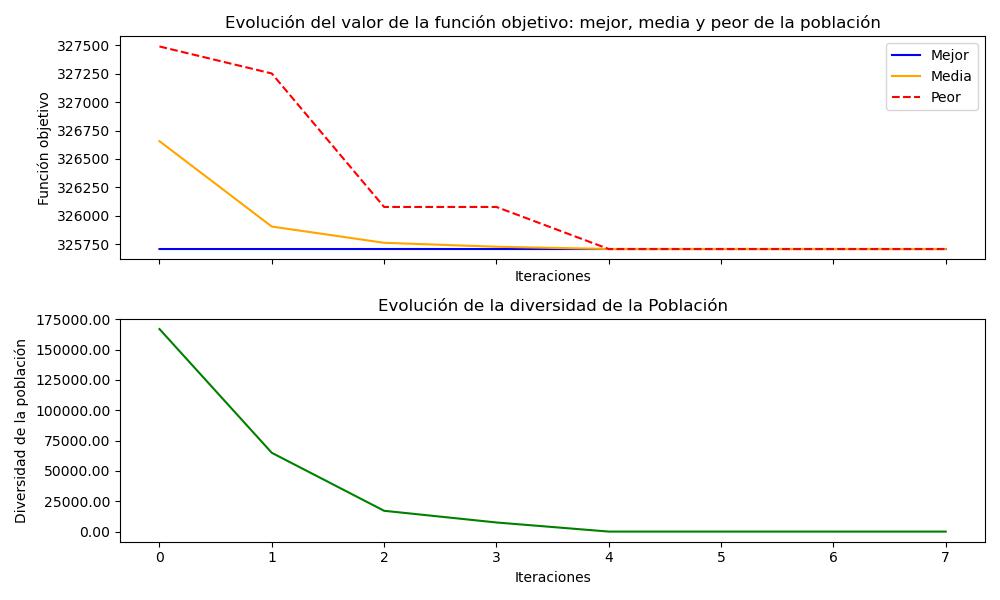 Evolución del valor de la función objetivo: mejor, media y peor de la población
Función objetivo
327500
327250
327000
326750
326500
326250
326000
325750
Mejor
Media
Peor
Iteraciones
Evolución de la diversidad de la Población
Diversidad de la población
175000.00
150000.00
125000.00
100000.00
75000.00
50000.00
25000.00
0.00
0 1 2 3 4 5 6 7
Iteraciones